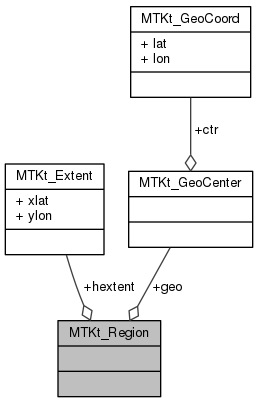 MTKt_GeoCoord
+ lat
+ lon
+ctr
MTKt_Extent
+ xlat
+ ylon
MTKt_GeoCenter
+hextent
+geo
MTKt_Region